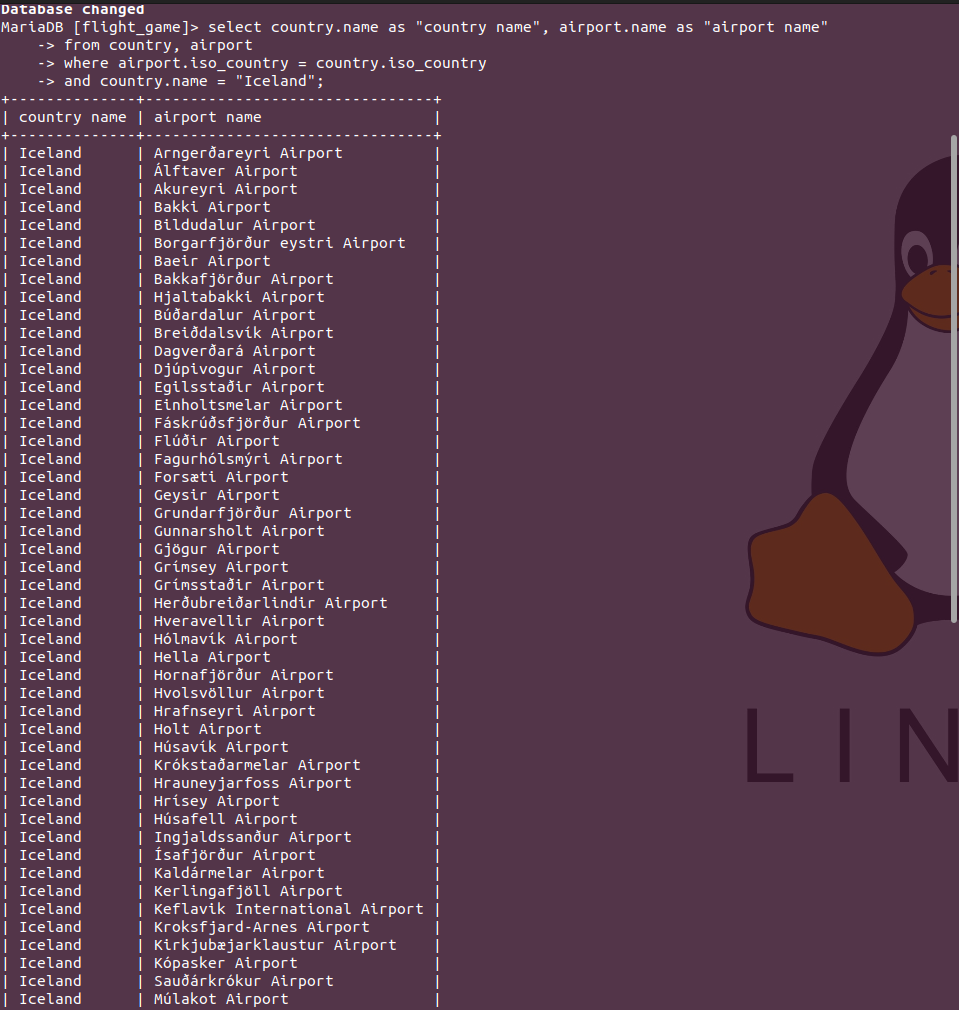 Database changed
MariaDB [flight_game]> select country.name as "country name", airport.name as "airport name"
    -> from country, airport
    -> where airport.iso_country = country.iso_country
    -> and country.name = "Iceland";
+--------------+--------------------------------+
| country name | airport name                   |
+--------------+--------------------------------+
| Iceland      | Arngerðareyri Airport          |
| Iceland      | Álftaver Airport               |
| Iceland      | Akureyri Airport               |
| Iceland      | Bakki Airport                  |
| Iceland      | Bildudalur Airport             |
| Iceland      | Borgarfjörður eystri Airport   |
| Iceland      | Baeir Airport                  |
| Iceland      | Bakkafjörður Airport           |
| Iceland      | Hjaltabakki Airport            |
| Iceland      | Búðardalur Airport             |
| Iceland      | Breiðdalsvík Airport           |
| Iceland      | Dagverðará Airport             |
| Iceland      | Djúpivogur Airport             |
| Iceland      | Egilsstaðir Airport            |
| Iceland      | Einholtsmelar Airport          |
| Iceland      | Fáskrúðsfjörður Airport        |
| Iceland      | Flúðir Airport                 |
| Iceland      | Fagurhólsmýri Airport          |
| Iceland      | Forsæti Airport                |
| Iceland      | Geysir Airport                 |
| Iceland      | Grundarfjörður Airport         |
| Iceland      | Gunnarsholt Airport            |
| Iceland      | Gjögur Airport                 |
| Iceland      | Grímsey Airport                |
| Iceland      | Grímsstaðir Airport            |
| Iceland      | Herðubreiðarlindir Airport     |
| Iceland      | Hveravellir Airport            |
| Iceland      | Hólmavík Airport               |
| Iceland      | Hella Airport                  |
| Iceland      | Hornafjörður Airport           |
| Iceland      | Hvolsvöllur Airport            |
| Iceland      | Hrafnseyri Airport             |
| Iceland      | Holt Airport                   |
| Iceland      | Húsavík Airport                |
| Iceland      | Krókstaðarmelar Airport        |
| Iceland      | Hrauneyjarfoss Airport         |
| Iceland      | Hrísey Airport                 |
| Iceland      | Húsafell Airport               |
| Iceland      | Ingjaldssanður Airport         |
| Iceland      | Ísafjörður Airport             |
| Iceland      | Kaldármelar Airport            |
| Iceland      | Kerlingafjöll Airport          |
| Iceland      | Keflavik International Airport |
| Iceland      | Kroksfjard-Arnes Airport       |
| Iceland      | Kirkjubæjarklaustur Airport    |
| Iceland      | Kópasker Airport               |
| Iceland      | Sauðárkrókur Airport           |
| Iceland      | Múlakot Airport                |
LIN